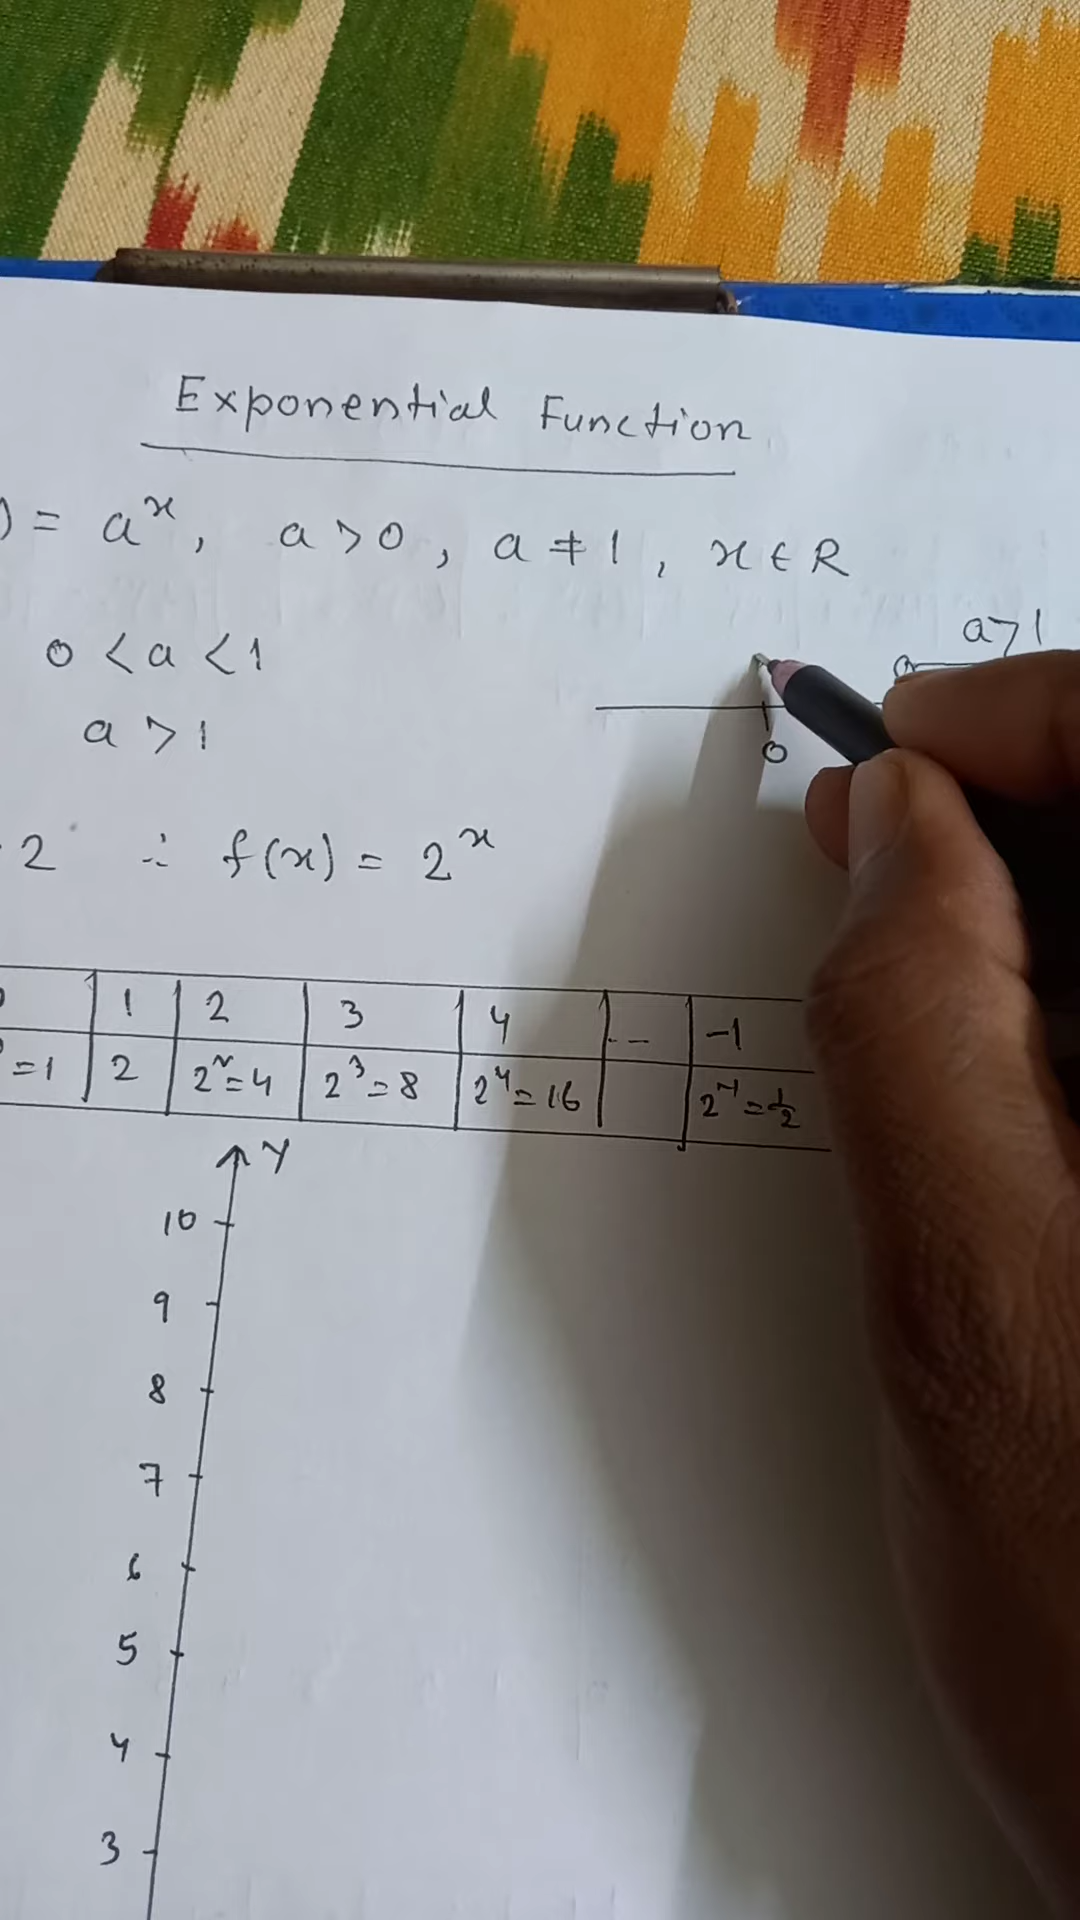 Exponential Function
) = a^x, a > 0, a ≠ 1, x ∈ R
0 < a < 1
a > 1
a > 1
0
2 ∴ f(x) = 2^x
1 2 3 4 -- -1
=1 2 2^2=4 2^3=8 2^4=16 2^-1=1/2
Y
10
9
8
7
6
5
4
3